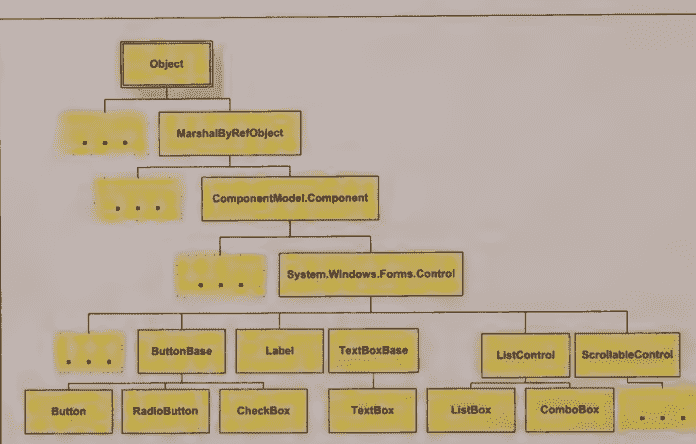 Object
. . .
MarshalByRefObject
. . .
ComponentModel.Component
. . .
System.Windows.Forms.Control
. . .
ButtonBase
Label
TextBoxBase
ListControl
ScrollableControl
Button
RadioButton
CheckBox
TextBox
ListBox
ComboBox
. . .